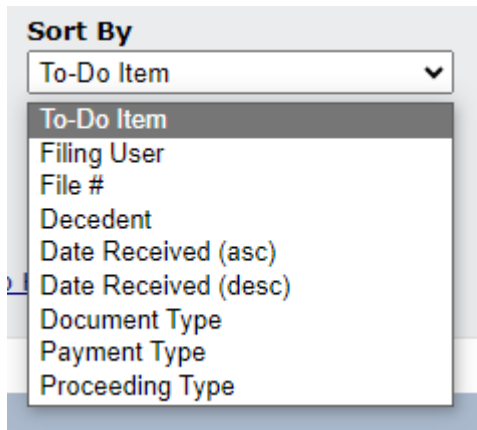 Sort By
To-Do Item
To-Do Item
Filing User
File #
Decedent
Date Received (asc)
Date Received (desc)
Document Type
Payment Type
Proceeding Type